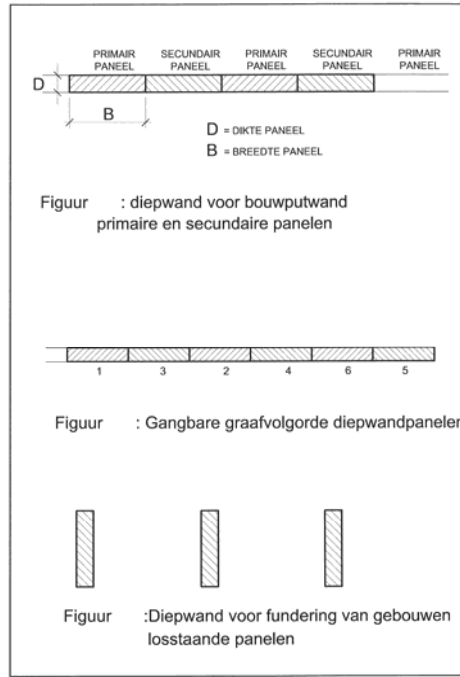 PRIMAIR SECUNDAIR PRIMAIR SECUNDAIR PRIMAIR
PANEEL PANEEL PANEEL PANEEL PANEEL
D
B
D = DIKTE PANEEL
B = BREEDTE PANEEL
Figuur : diepwand voor bouwputwand
primaire en secundaire panelen
1 3 2 4 6 5
Figuur : Gangbare graafvolgorde diepwandpanelen
Figuur :Diepwand voor fundering van gebouwen
losstaande panelen